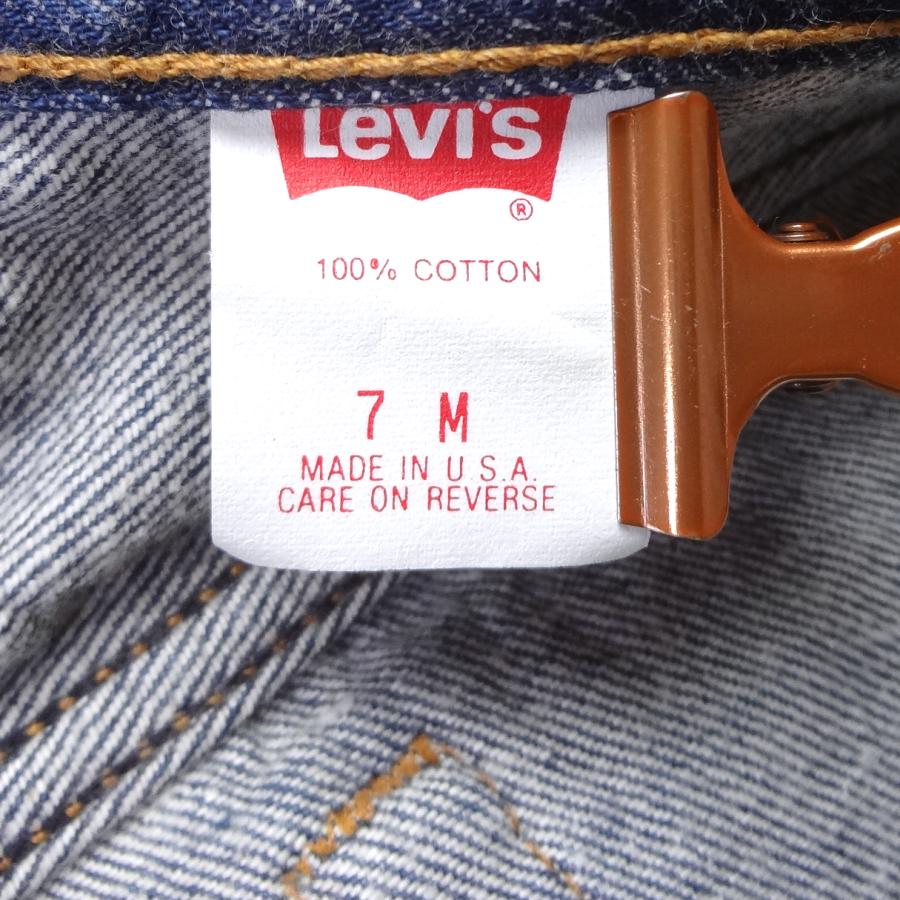 Levi's
®
100% COTTON
7 M
MADE IN U.S.A.
CARE ON REVERSE